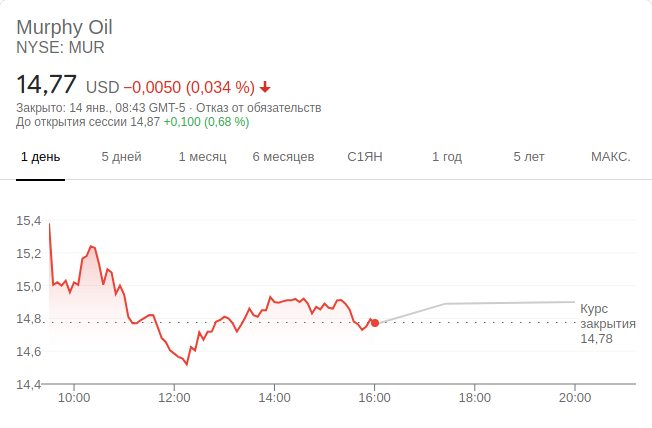 Murphy Oil
NYSE: MUR
14,77 USD −0,0050 (0,034 %)
Закрыто: 14 янв., 08:43 GMT-5 · Отказ от обязательств
До открытия сессии 14,87 +0,100 (0,68 %)
1 день 5 дней 1 месяц 6 месяцев С1ЯН 1 год 5 лет МАКС.
15,4
15,2
15,0
14,8
14,6
14,4
Курс
закрытия
14,78
10:00 12:00 14:00 16:00 18:00 20:00